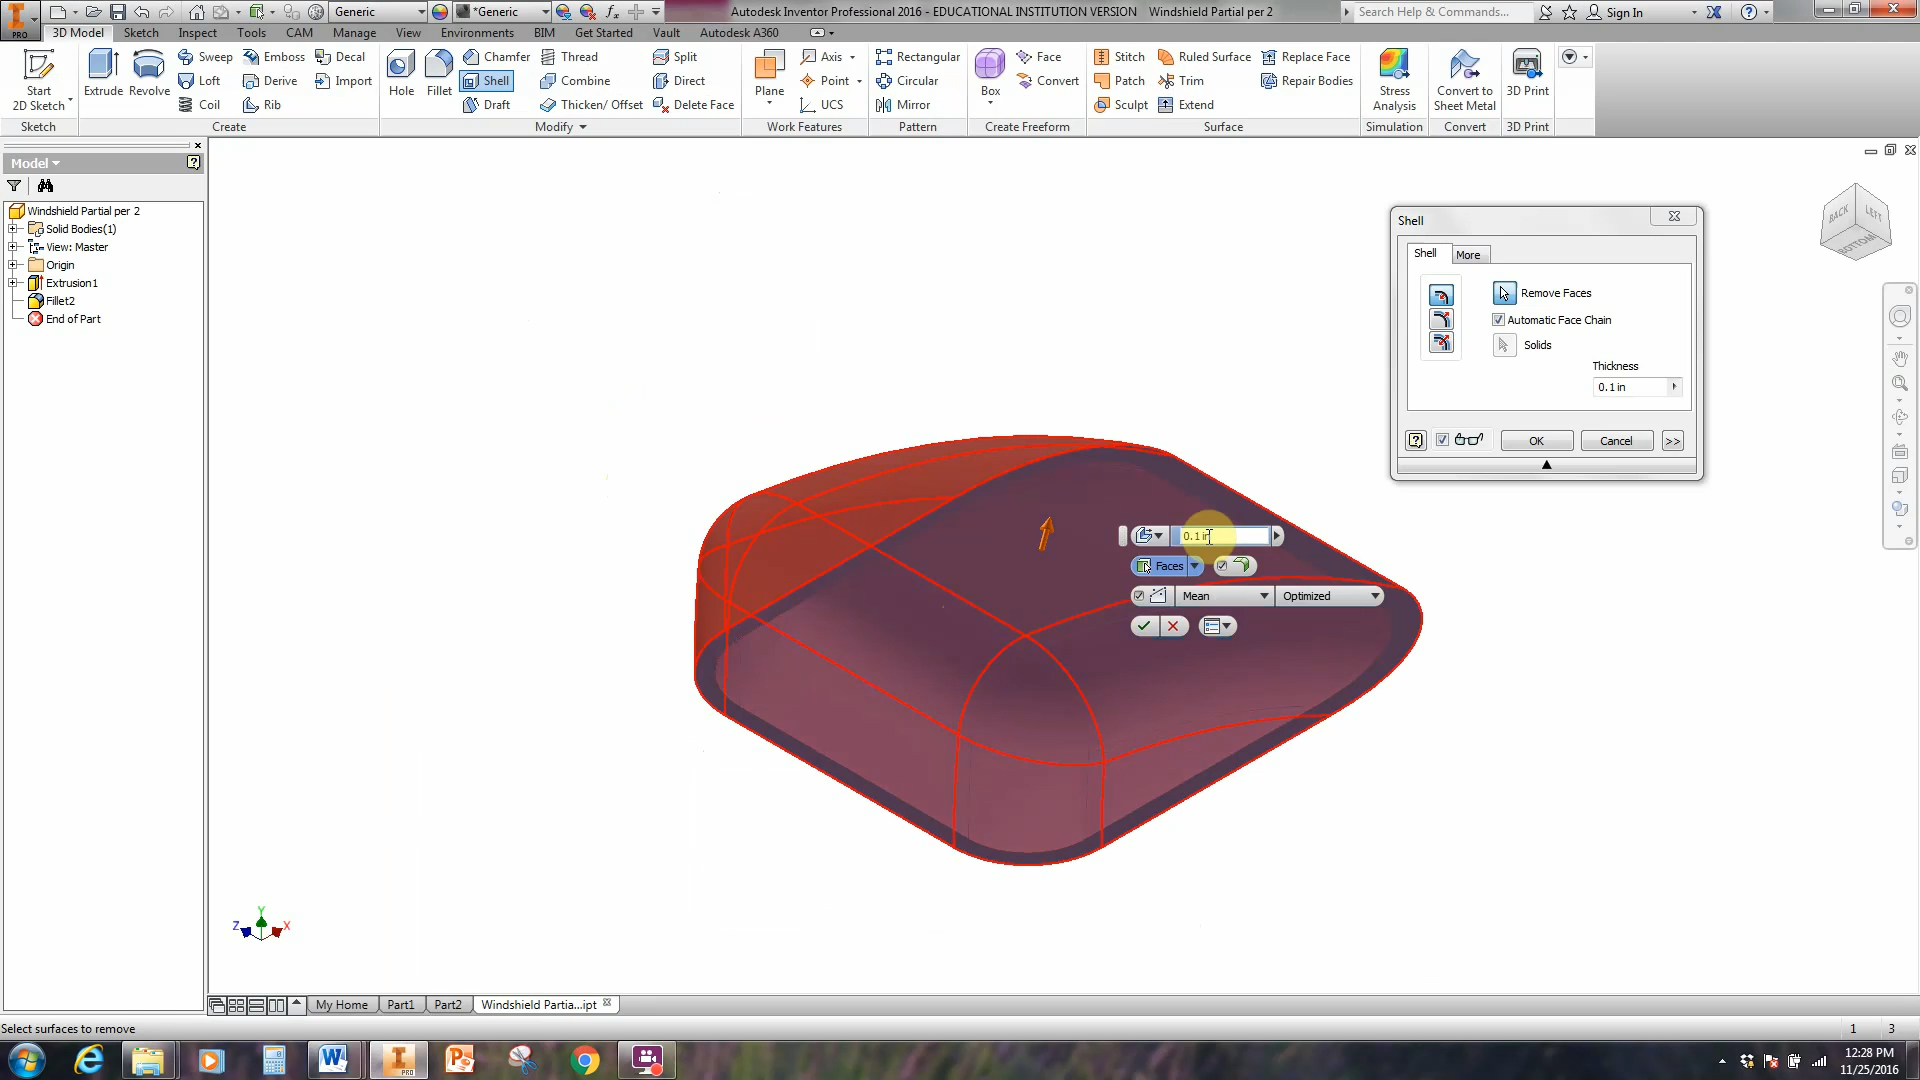 Generic *Generic Autodesk Inventor Professional 2016 - EDUCATIONAL INSTITUTION VERSION Windshield Partial per 2 Search Help & Commands... Sign In
PRO 3D Model Sketch Inspect Tools CAM Manage View Environments BIM Get Started Vault Autodesk A360
Sweep Emboss Decal Chamfer Thread Split Axis Rectangular Face Stitch Ruled Surface Replace Face
Start 2D Sketch Extrude Revolve Loft Derive Import Hole Fillet Shell Combine Direct Plane Point Circular Box Convert Patch Trim Repair Bodies Stress Analysis Convert to Sheet Metal 3D Print
Coil Rib Draft Thicken/ Offset Delete Face UCS Mirror Sculpt Extend
Sketch Create Modify Work Features Pattern Create Freeform Surface Simulation Convert 3D Print
Model
Windshield Partial per 2
Solid Bodies(1)
View: Master
Origin
Extrusion1
Fillet2
End of Part
BACK LEFT
BOTTOM
Shell
Shell More
Remove Faces
Automatic Face Chain
Solids
Thickness
0.1 in
OK Cancel >>
0.1 in
Faces
Mean Optimized
Z Y X
My Home Part1 Part2 Windshield Partia...ipt
Select surfaces to remove 1 3
PRO
12:28 PM
11/25/2016